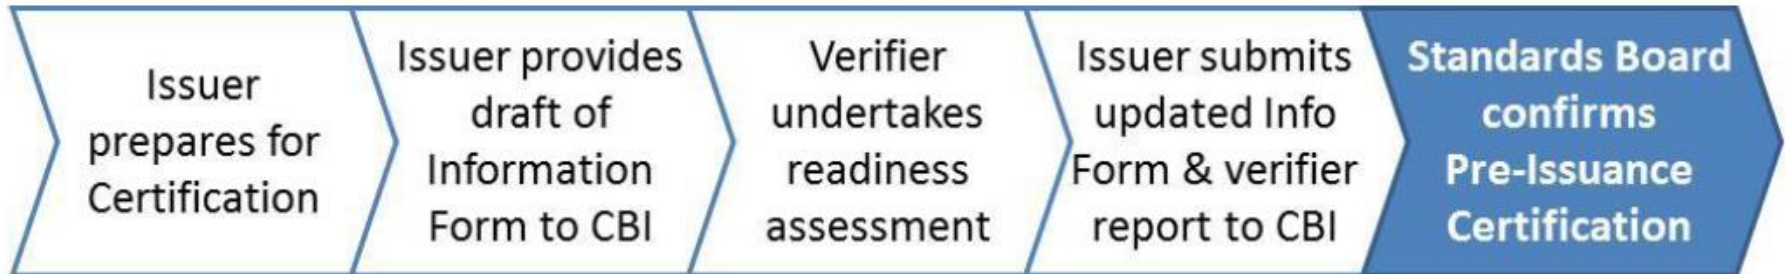 Issuer
prepares for
Certification
Issuer provides
draft of
Information
Form to CBI
Verifier
undertakes
readiness
assessment
Issuer submits
updated Info
Form & verifier
report to CBI
Standards Board
confirms
Pre-Issuance
Certification